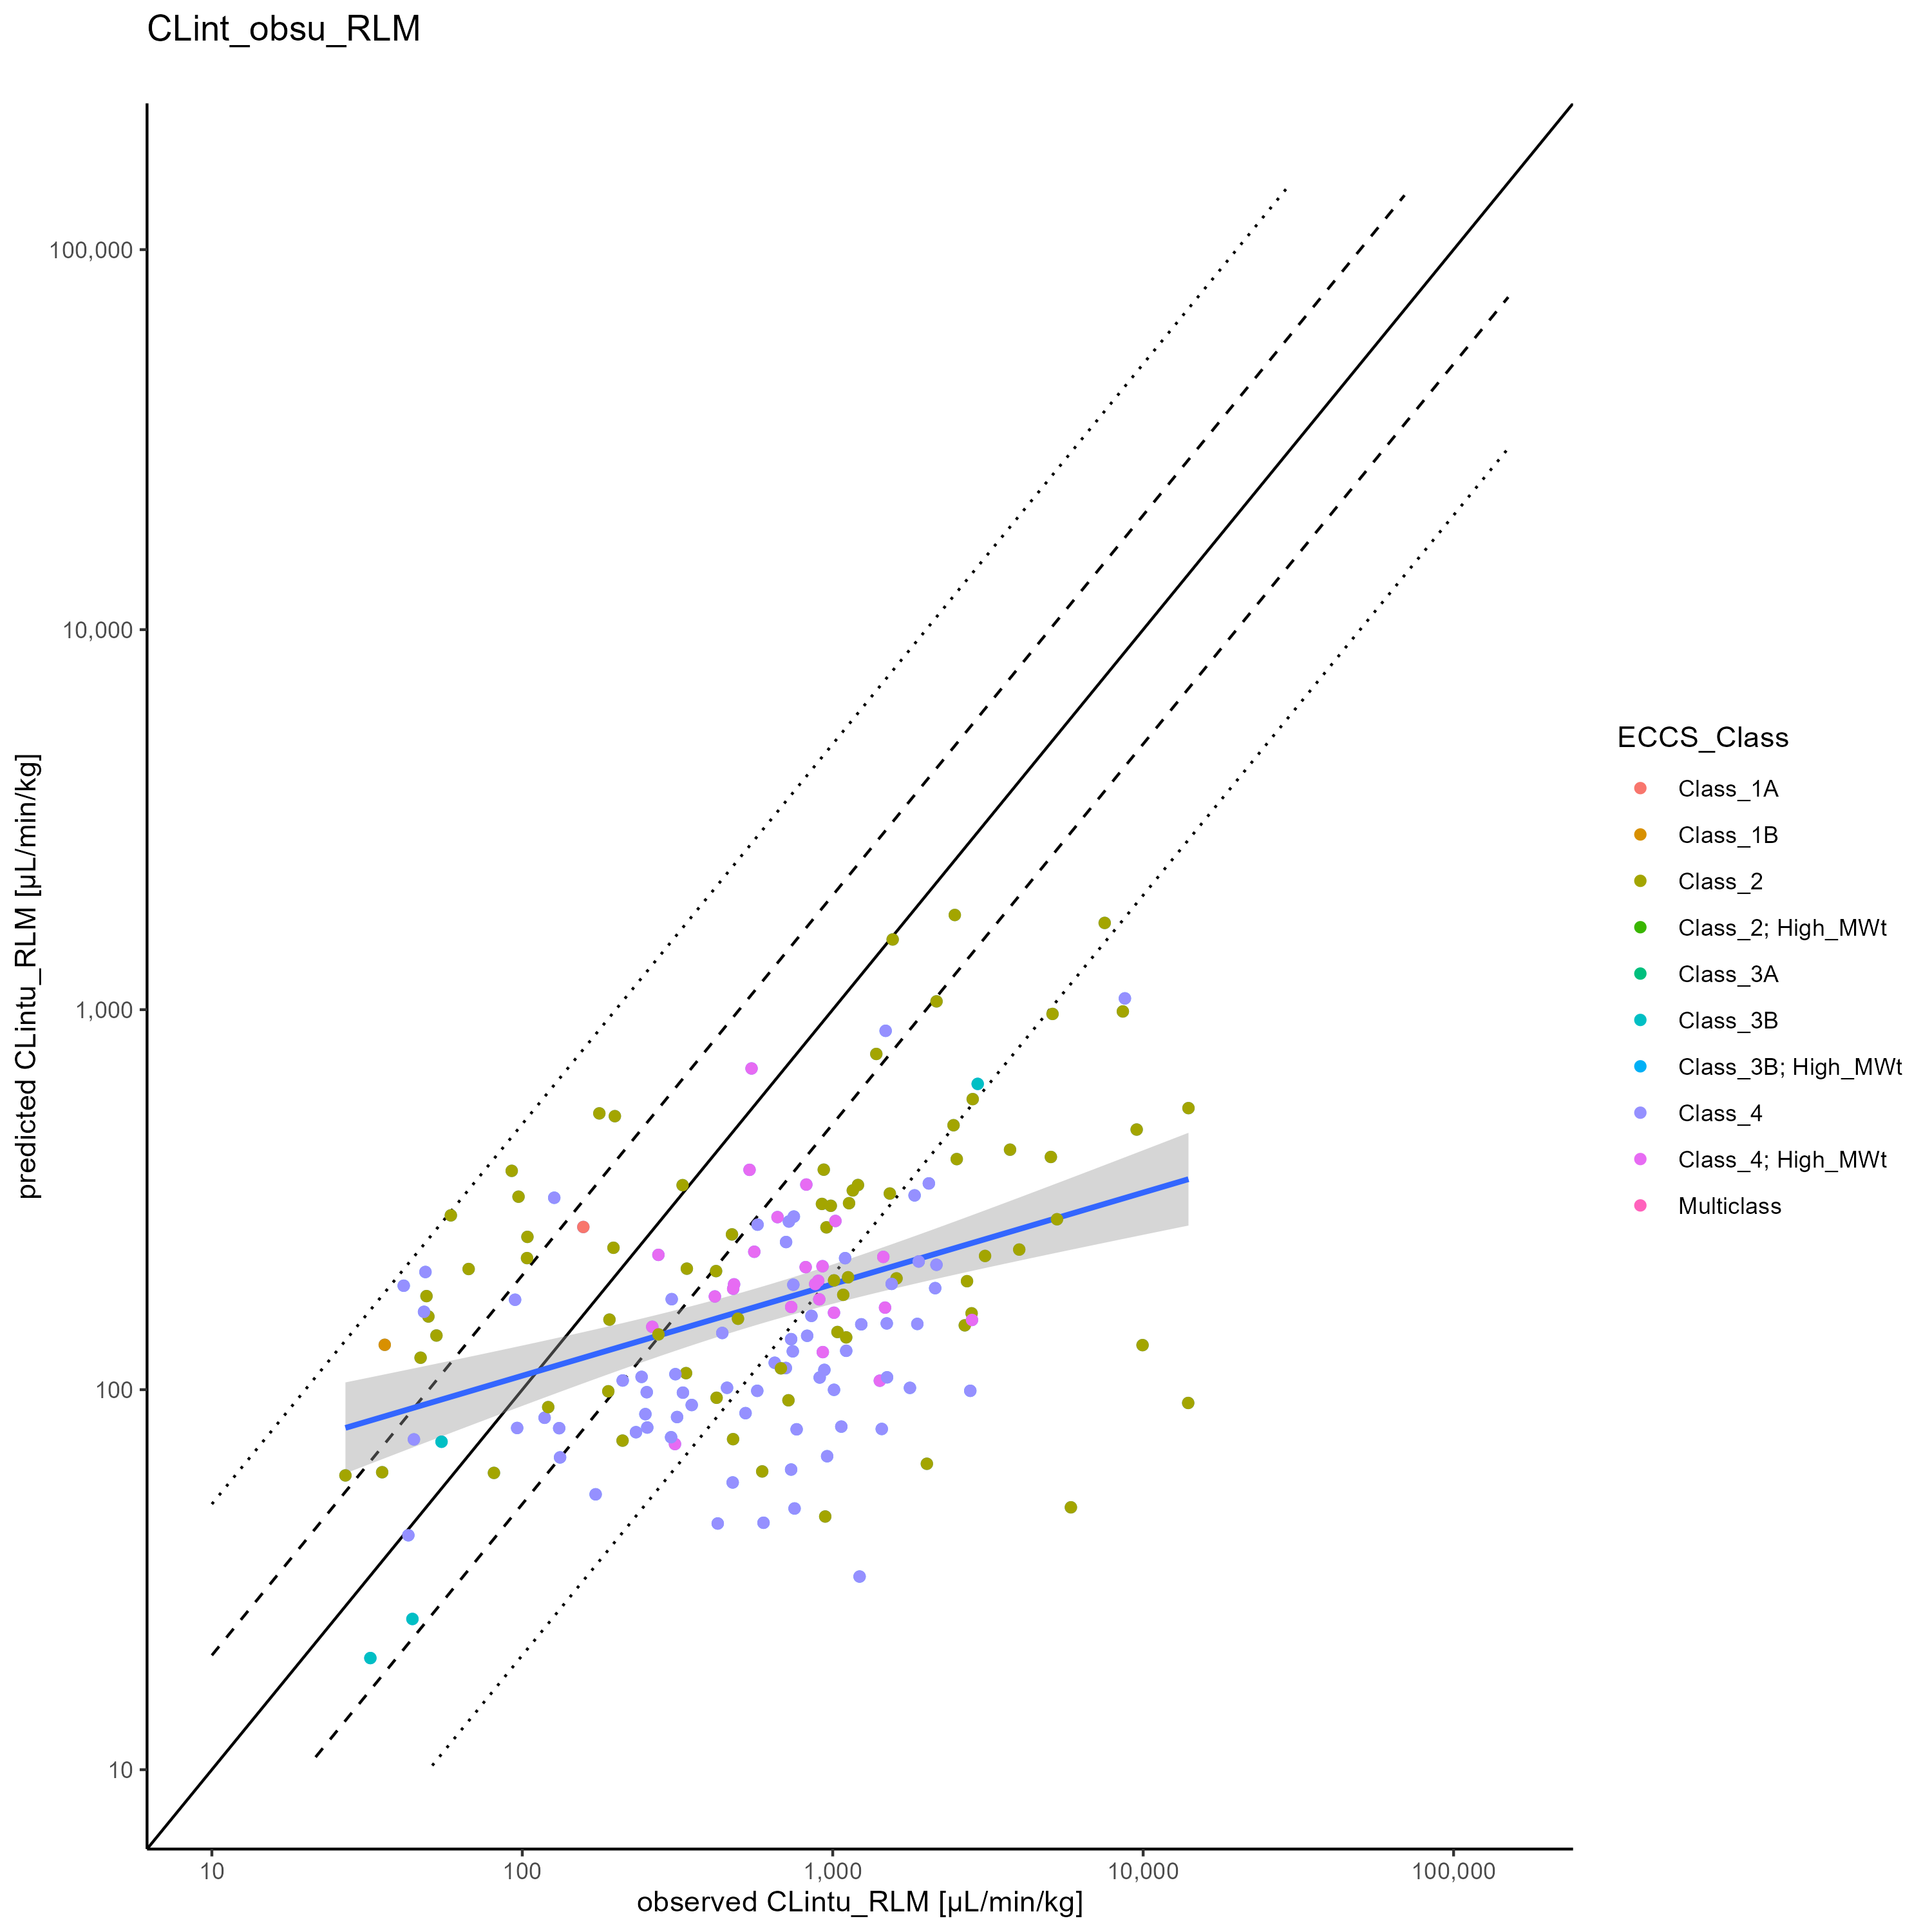 CLint_obsu_RLM
100,000
10,000
1,000
100
10
predicted CLintu_RLM [µL/min/kg]
10
100
1,000
10,000
100,000
observed CLintu_RLM [µL/min/kg]
ECCS_Class
Class_1A
Class_1B
Class_2
Class_2; High_MWt
Class_3A
Class_3B
Class_3B; High_MWt
Class_4
Class_4; High_MWt
Multiclass